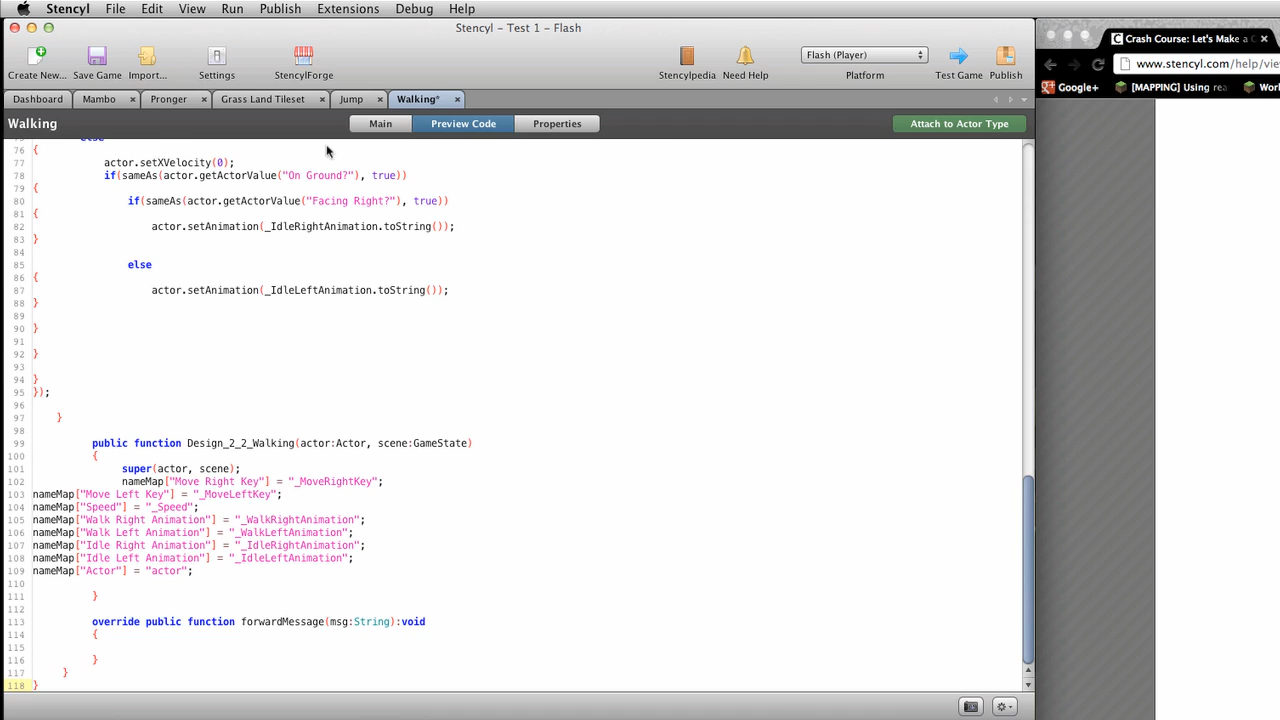 Stencyl File Edit View Run Publish Extensions Debug Help
Stencyl – Test 1 – Flash
Create New... Save Game Import... Settings StencylForge Stencylpedia Need Help Flash (Player) Platform Test Game Publish
Dashboard Mambo Pronger Grass Land Tileset Jump Walking*
Walking Main Preview Code Properties Attach to Actor Type
76 {
77 actor.setXVelocity(0);
78 if(sameAs(actor.getActorValue("On Ground?"), true))
79 {
80 if(sameAs(actor.getActorValue("Facing Right?"), true))
81 {
82 actor.setAnimation(_IdleRightAnimation.toString());
83 }
84
85 else
86 {
87 actor.setAnimation(_IdleLeftAnimation.toString());
88 }
89
90 }
91
92 }
93
94 }
95 });
96
97 }
98
99 public function Design_2_2_Walking(actor:Actor, scene:GameState)
100 {
101 super(actor, scene);
102 nameMap["Move Right Key"] = "_MoveRightKey";
103 nameMap["Move Left Key"] = "_MoveLeftKey";
104 nameMap["Speed"] = "_Speed";
105 nameMap["Walk Right Animation"] = "_WalkRightAnimation";
106 nameMap["Walk Left Animation"] = "_WalkLeftAnimation";
107 nameMap["Idle Right Animation"] = "_IdleRightAnimation";
108 nameMap["Idle Left Animation"] = "_IdleLeftAnimation";
109 nameMap["Actor"] = "actor";
110
111 }
112
113 override public function forwardMessage(msg:String):void
114 {
115
116 }
117 }
118 }
Crash Course: Let's Make a
www.stencyl.com/help/vie
Google+ [MAPPING] Using rea